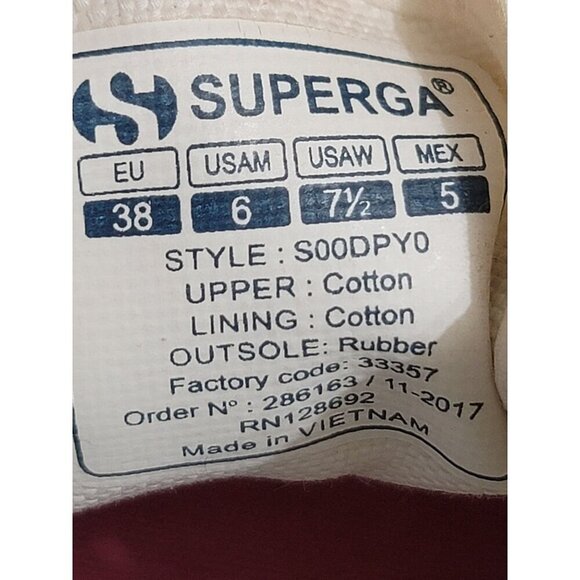 S SUPERGA®
EU USAM USAW MEX
38 6 7½ 5
STYLE : S00DPY0
UPPER : Cotton
LINING : Cotton
OUTSOLE: Rubber
Factory code: 33357
Order N° : 286163 / 11-2017
RN128692
Made in VIETNAM